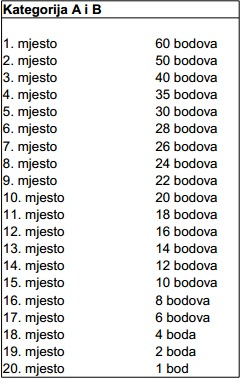 Kategorija A i B
1. mjesto 60 bodova
2. mjesto 50 bodova
3. mjesto 40 bodova
4. mjesto 35 bodova
5. mjesto 30 bodova
6. mjesto 28 bodova
7. mjesto 26 bodova
8. mjesto 24 bodova
9. mjesto 22 bodova
10. mjesto 20 bodova
11. mjesto 18 bodova
12. mjesto 16 bodova
13. mjesto 14 bodova
14. mjesto 12 bodova
15. mjesto 10 bodova
16. mjesto 8 bodova
17. mjesto 6 bodova
18. mjesto 4 boda
19. mjesto 2 boda
20. mjesto 1 bod